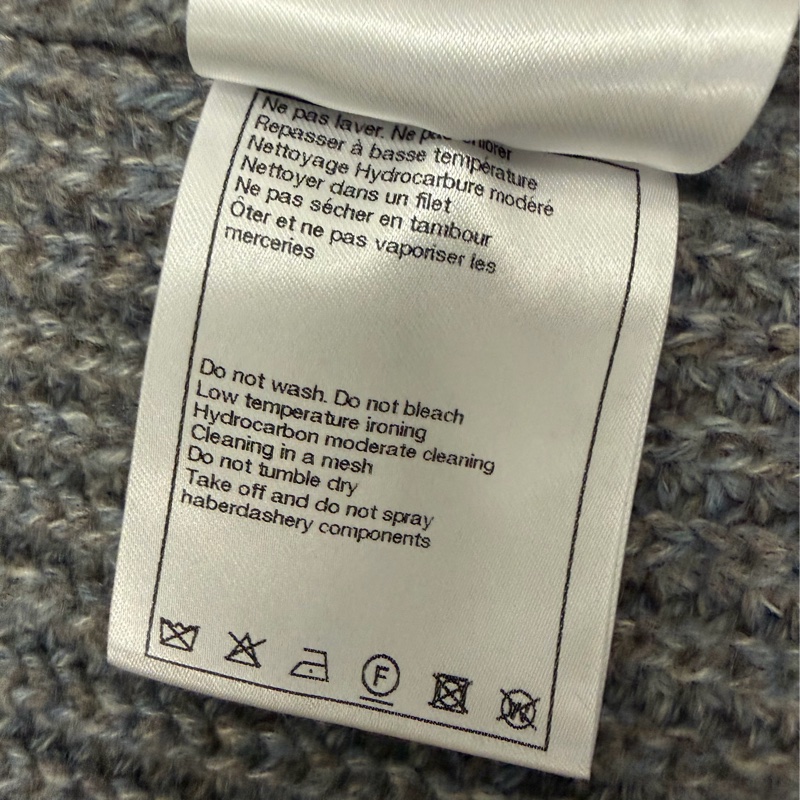 Ne pas laver. Ne pas chlorer
Repasser à basse température
Nettoyage Hydrocarbure modéré
Nettoyer dans un filet
Ne pas sécher en tambour
Ôter et ne pas vaporiser les
merceries
Do not wash. Do not bleach
Low temperature ironing
Hydrocarbon moderate cleaning
Cleaning in a mesh
Do not tumble dry
Take off and do not spray
haberdashery components
F W